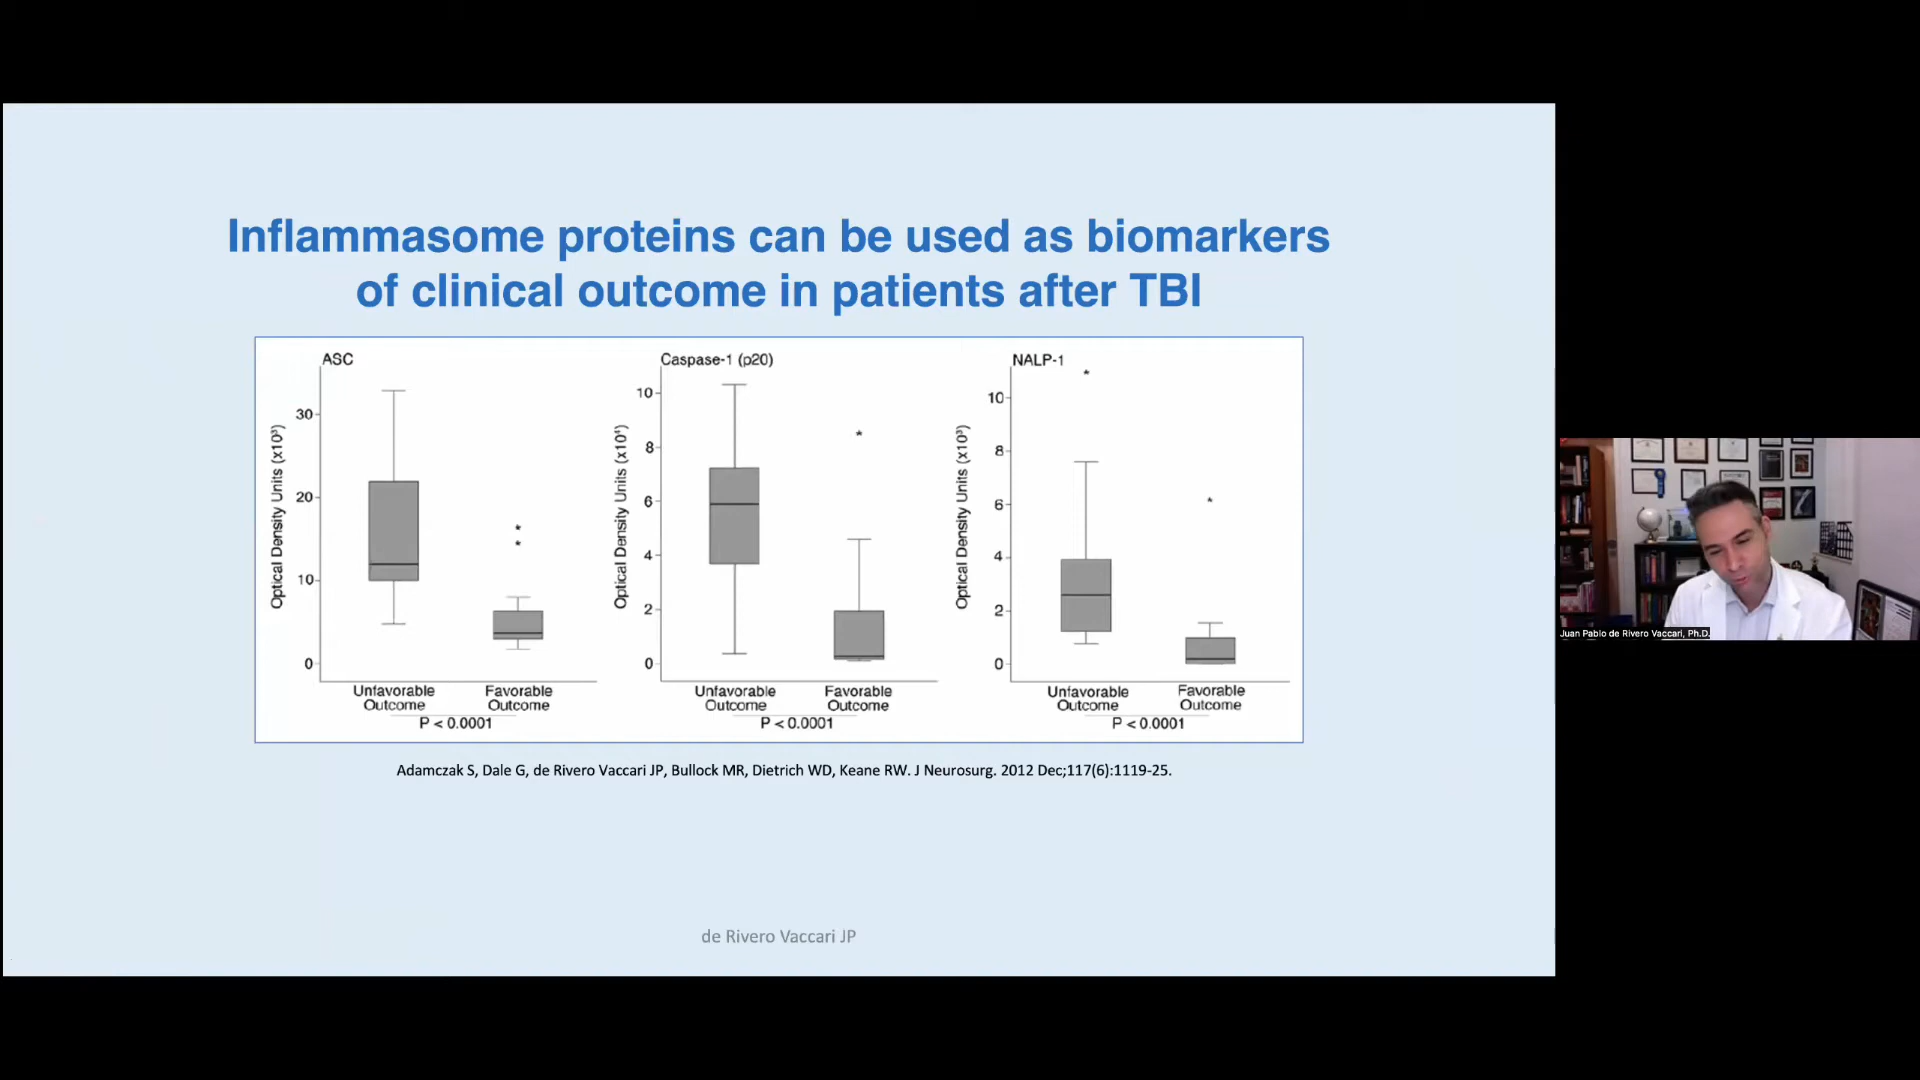 Inflammasome proteins can be used as biomarkers
of clinical outcome in patients after TBI
ASC
Optical Density Units (x10³)
30
20
10
0
Unfavorable
Outcome
Favorable
Outcome
P < 0.0001
Caspase-1 (p20)
Optical Density Units (x10⁴)
10
8
6
4
2
0
Unfavorable
Outcome
Favorable
Outcome
P < 0.0001
NALP-1
Optical Density Units (x10³)
10
8
6
4
2
0
Unfavorable
Outcome
Favorable
Outcome
P < 0.0001
Adamczak S, Dale G, de Rivero Vaccari JP, Bullock MR, Dietrich WD, Keane RW. J Neurosurg. 2012 Dec;117(6):1119-25.
de Rivero Vaccari JP
Juan Pablo de Rivero Vaccari, Ph.D.